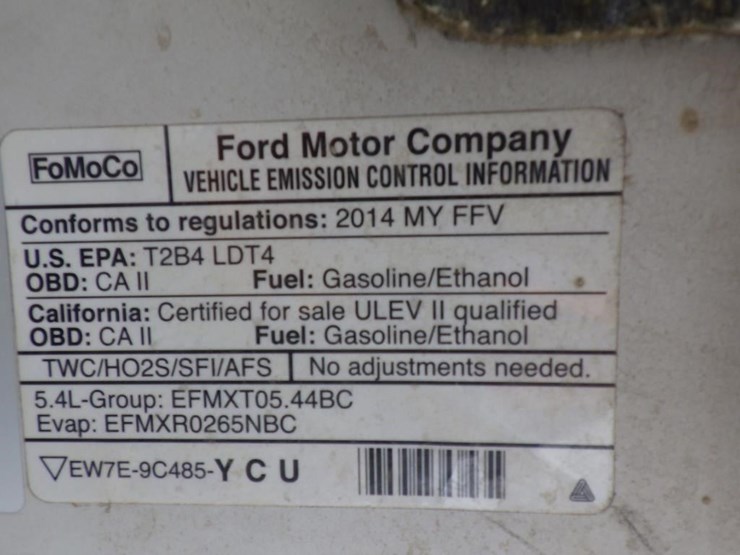 FoMoCo
Ford Motor Company
VEHICLE EMISSION CONTROL INFORMATION
Conforms to regulations: 2014 MY FFV
U.S. EPA: T2B4 LDT4
OBD: CA II Fuel: Gasoline/Ethanol
California: Certified for sale ULEV II qualified
OBD: CA II Fuel: Gasoline/Ethanol
TWC/HO2S/SFI/AFS No adjustments needed.
5.4L-Group: EFMXT05.44BC
Evap: EFMXR0265NBC
EW7E-9C485-Y C U